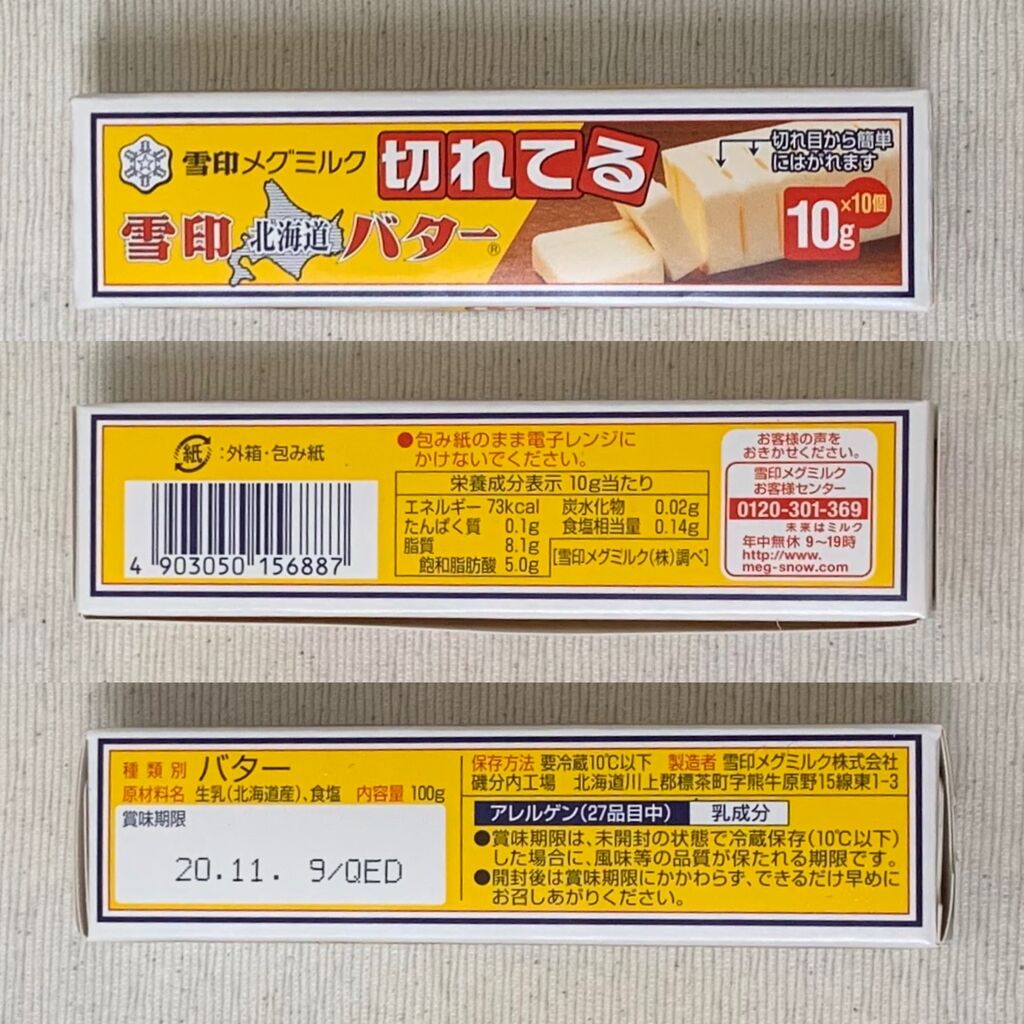 雪印メグミルク 切れてる
雪印 北海道 バター®
切れ目から簡単
にはがれます
10g ×10個
紙 :外箱・包み紙
4 903050 156887
●包み紙のまま電子レンジに
かけないでください。
栄養成分表示 10g当たり
エネルギー 73kcal 炭水化物 0.02g
たんぱく質 0.1g 食塩相当量 0.14g
脂質 8.1g
飽和脂肪酸 5.0g [雪印メグミルク(株)調べ]
お客様の声を
おきかせください。
雪印メグミルク
お客様センター
0120-301-369
未来はミルク
年中無休 9〜19時
http://www.
meg-snow.com
種類別 バター
原材料名 生乳(北海道産)、食塩 内容量 100g
賞味期限
20.11. 9/QED
保存方法 要冷蔵10℃以下 製造者 雪印メグミルク株式会社
磯分内工場 北海道川上郡標茶町字熊牛原野15線東1-3
アレルゲン(27品目中) 乳成分
●賞味期限は、未開封の状態で冷蔵保存(10℃以下)
した場合に、風味等の品質が保たれる期限です。
●開封後は賞味期限にかかわらず、できるだけ早めに
お召しあがりください。